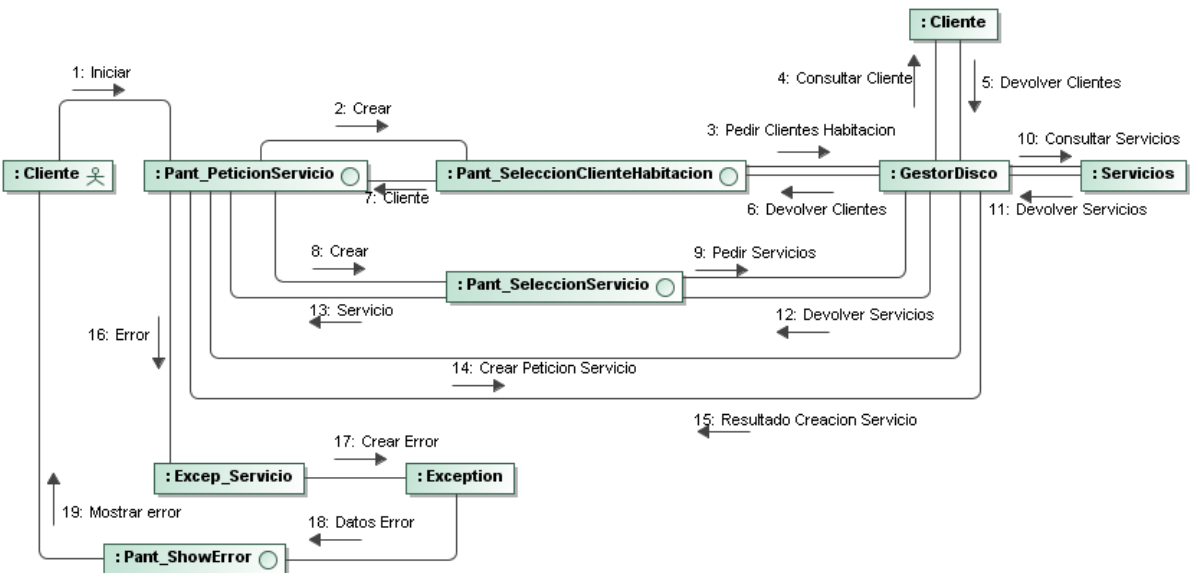 : Cliente
1: Iniciar
4: Consultar Cliente
5: Devolver Clientes
2: Crear
3: Pedir Clientes Habitacion
10: Consultar Servicios
: Cliente
: Pant_PeticionServicio
: Pant_SeleccionClienteHabitacion
: GestorDisco
: Servicios
7: Cliente
6: Devolver Clientes
11: Devolver Servicios
8: Crear
9: Pedir Servicios
: Pant_SeleccionServicio
13: Servicio
12: Devolver Servicios
16: Error
14: Crear Peticion Servicio
15: Resultado Creacion Servicio
17: Crear Error
: Excep_Servicio
: Exception
19: Mostrar error
18: Datos Error
: Pant_ShowError